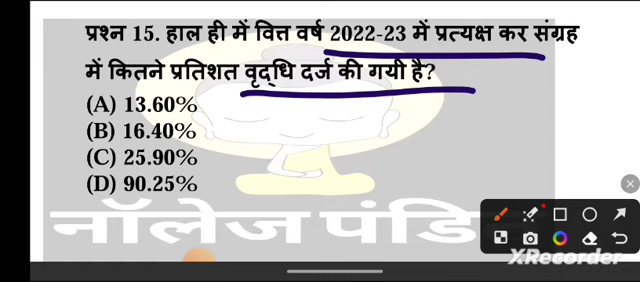 प्रश्न 15. हाल ही में वित्त वर्ष 2022-23 में प्रत्यक्ष कर संग्रह
में कितने प्रतिशत वृद्धि दर्ज की गयी है?
(A) 13.60%
(B) 16.40%
(C) 25.90%
(D) 90.25%
नॉलेज पंडि
XRecorder